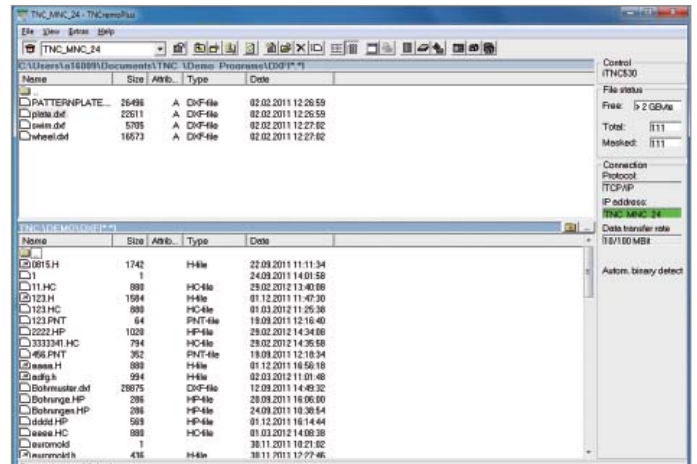 TNC_MNC_24 - TNCremoPlus
File View Extras Help
TNC_MNC_24
C:\Users\a16089\Documents\TNC \Demo Programs\DXF[*.*]
Name Size Attrib... Type Date
..
PATTERNPLATE... 26498 A DXF-file 02.02.2011 12:26:59
plate.dxf 22611 A DXF-file 02.02.2011 12:26:59
swim.dxf 5705 A DXF-file 02.02.2011 12:27:02
wheel.dxf 16573 A DXF-file 02.02.2011 12:27:02
TNC:\DEMO\DXF[*.*]
Name Size Attrib... Type Date
..
0815.H 1742 H-file 22.09.2011 11:11:34
1 1 24.09.2011 14:01:58
11.HC 880 HC-file 29.02.2012 13:40:08
123.H 1584 H-file 01.12.2011 11:47:30
123.HC 880 HC-file 01.03.2012 11:25:38
123.PNT 64 PNT-file 19.09.2011 12:16:40
2222.HP 1020 HP-file 29.02.2012 14:34:08
3333341.HC 794 HC-file 29.02.2012 14:35:58
456.PNT 352 PNT-file 19.09.2011 12:18:34
aaaa.H 880 H-file 01.12.2011 16:56:18
adfg.h 994 H-file 02.03.2012 11:01:48
Bohrmuster.dxf 28875 DXF-file 12.09.2011 14:49:32
Bohrunge.HP 286 HP-file 20.09.2011 16:06:00
Bohrungen.HP 286 HP-file 24.09.2011 10:38:54
dddd.HP 569 HP-file 01.12.2011 16:14:44
eeee.HC 880 HC-file 01.03.2012 14:08:38
euromold 1 30.11.2011 10:21:02
euromold.h 436 H-file 30.11.2011 12:27:46
Control
iTNC530
File status
Free: > 2 GByte
Total: 111
Masked: 111
Connection
Protocol:
TCP/IP
IP address:
TNC_MNC_24
Data transfer rate
10/100 MBit
Autom. binary detect